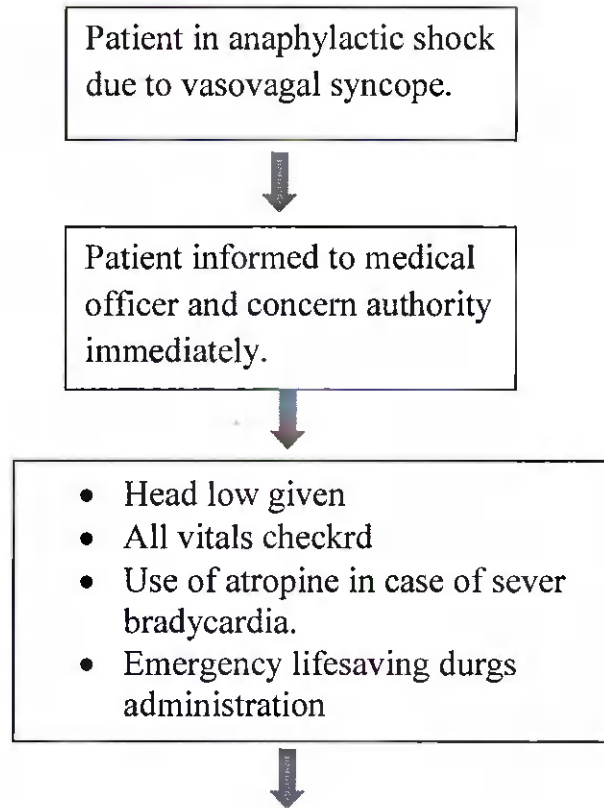 Patient in anaphylactic shock
due to vasovagal syncope.
Patient informed to medical
officer and concern authority
immediately.
• Head low given
• All vitals checkrd
• Use of atropine in case of sever
bradycardia.
• Emergency lifesaving durgs
administration